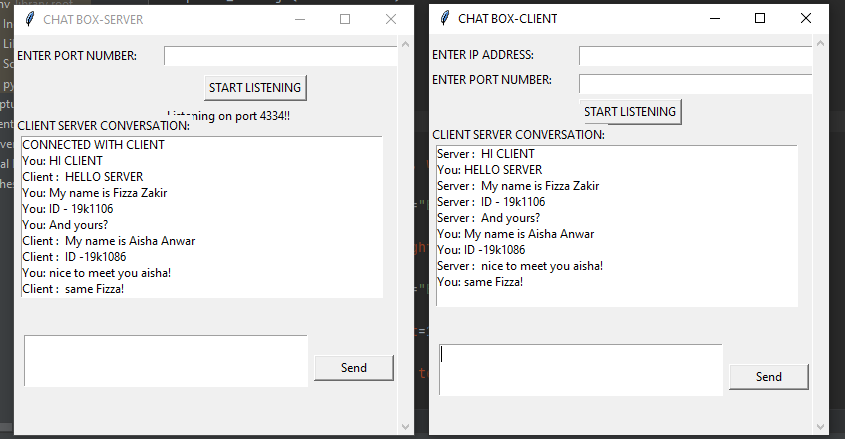 CHAT BOX-SERVER
ENTER PORT NUMBER:
START LISTENING
Listening on port 4334!!
CLIENT SERVER CONVERSATION:
CONNECTED WITH CLIENT
You: HI CLIENT
Client : HELLO SERVER
You: My name is Fizza Zakir
You: ID - 19k1106
You: And yours?
Client : My name is Aisha Anwar
Client : ID -19k1086
You: nice to meet you aisha!
Client : same Fizza!
Send
CHAT BOX-CLIENT
ENTER IP ADDRESS:
ENTER PORT NUMBER:
START LISTENING
CLIENT SERVER CONVERSATION:
Server : HI CLIENT
You: HELLO SERVER
Server : My name is Fizza Zakir
Server : ID - 19k1106
Server : And yours?
You: My name is Aisha Anwar
You: ID -19k1086
Server : nice to meet you aisha!
You: same Fizza!
Send